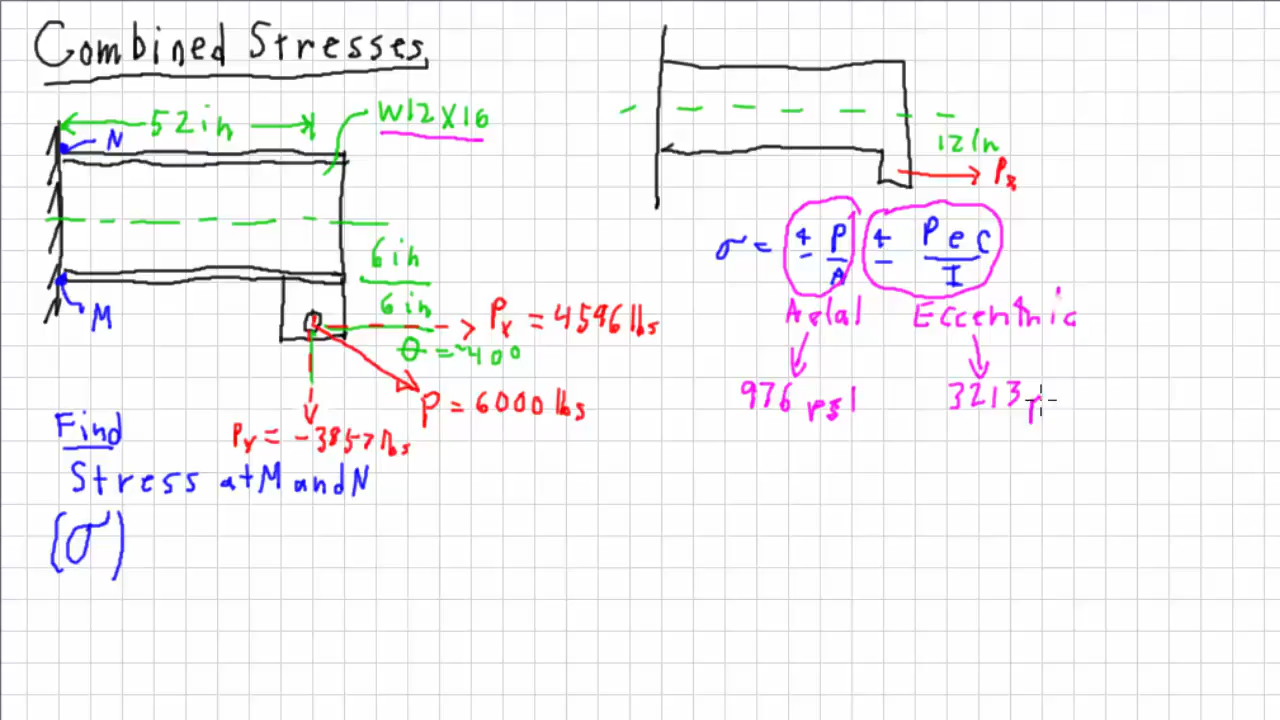 Combined Stresses
52 in
W12X16
N
12 in
Px
6 in
6 in
M
σ = ± P/A ± Pec/I
Axial Eccentric
Px = 4596 lbs
θ = -40°
P = 6000 lbs
976 psi 3213 p
Py = -3857 lbs
Find
Stress at M and N
(σ)